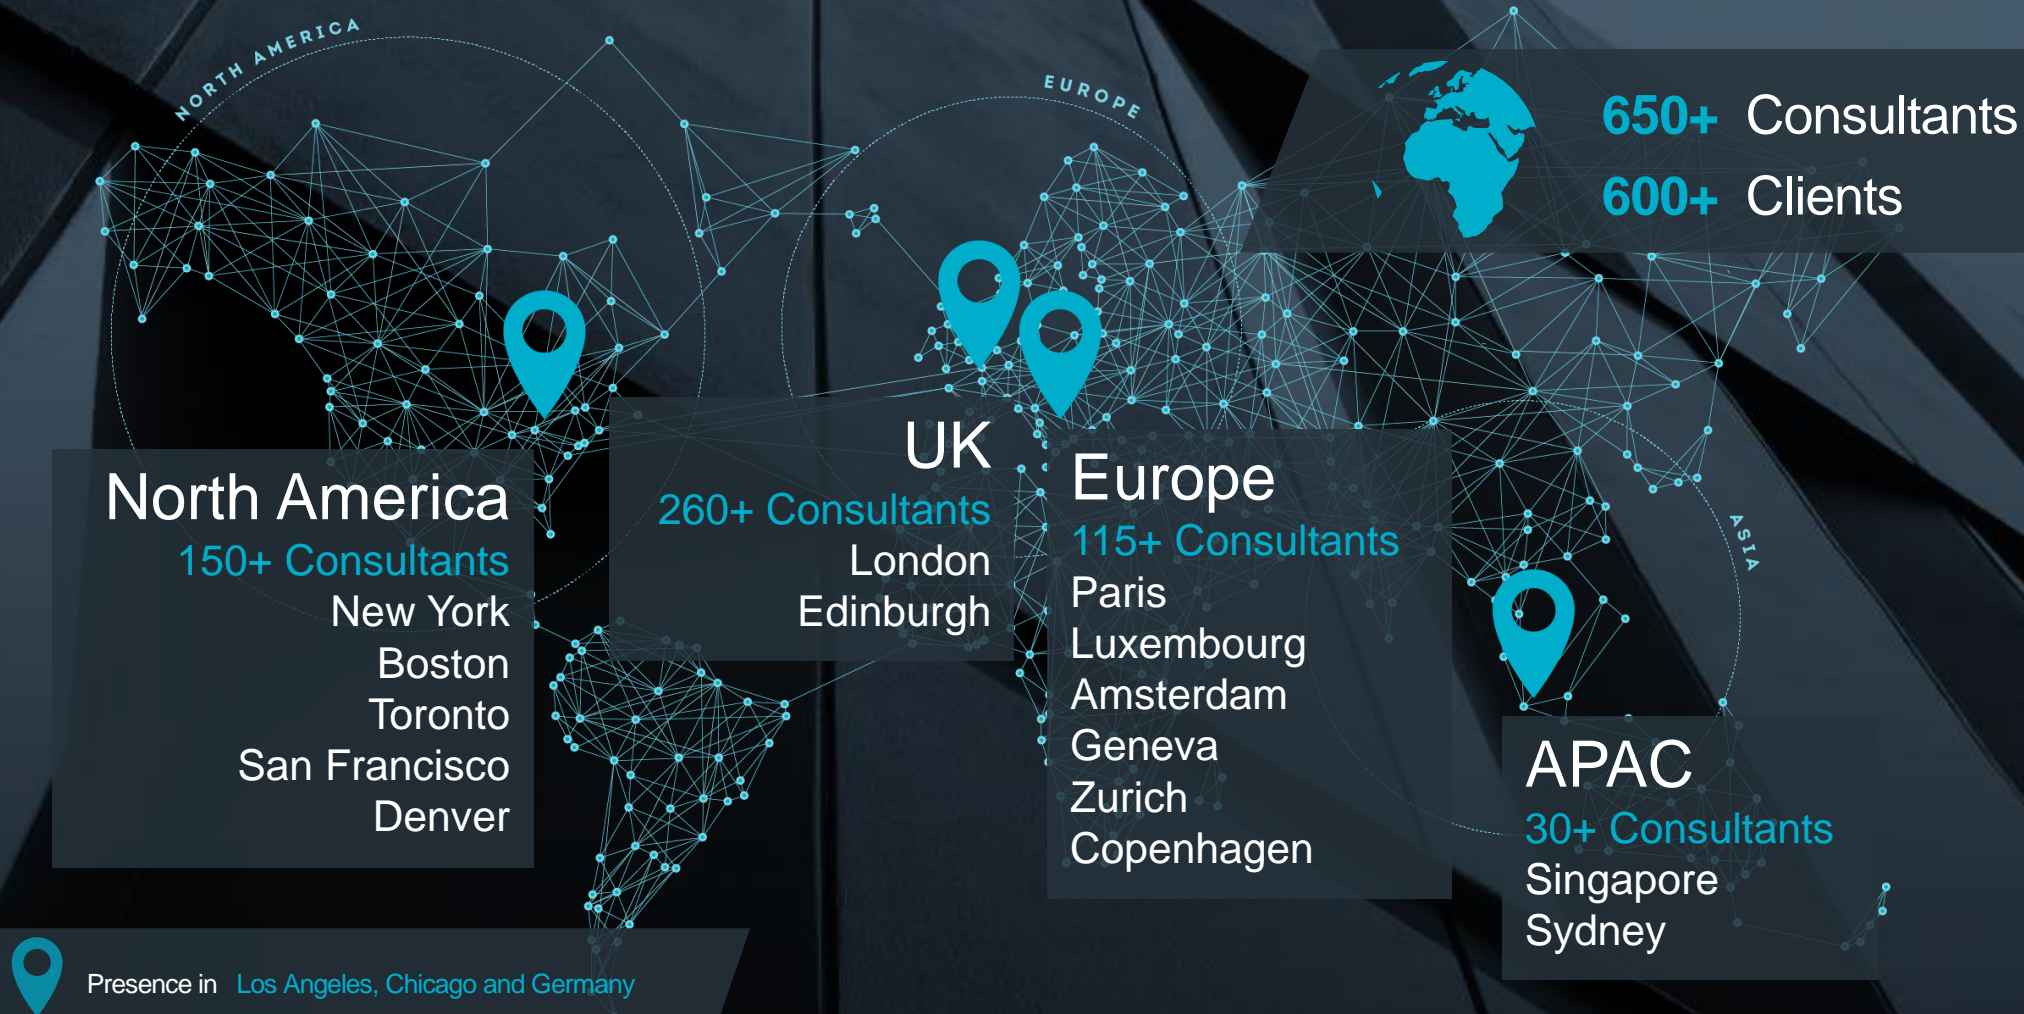 NORTH AMERICA
EUROPE
650+ Consultants
600+ Clients
North America
150+ Consultants
New York
Boston
Toronto
San Francisco
Denver
UK
260+ Consultants
London
Edinburgh
Europe
115+ Consultants
Paris
Luxembourg
Amsterdam
Geneva
Zurich
Copenhagen
ASIA
APAC
30+ Consultants
Singapore
Sydney
Presence in Los Angeles, Chicago and Germany